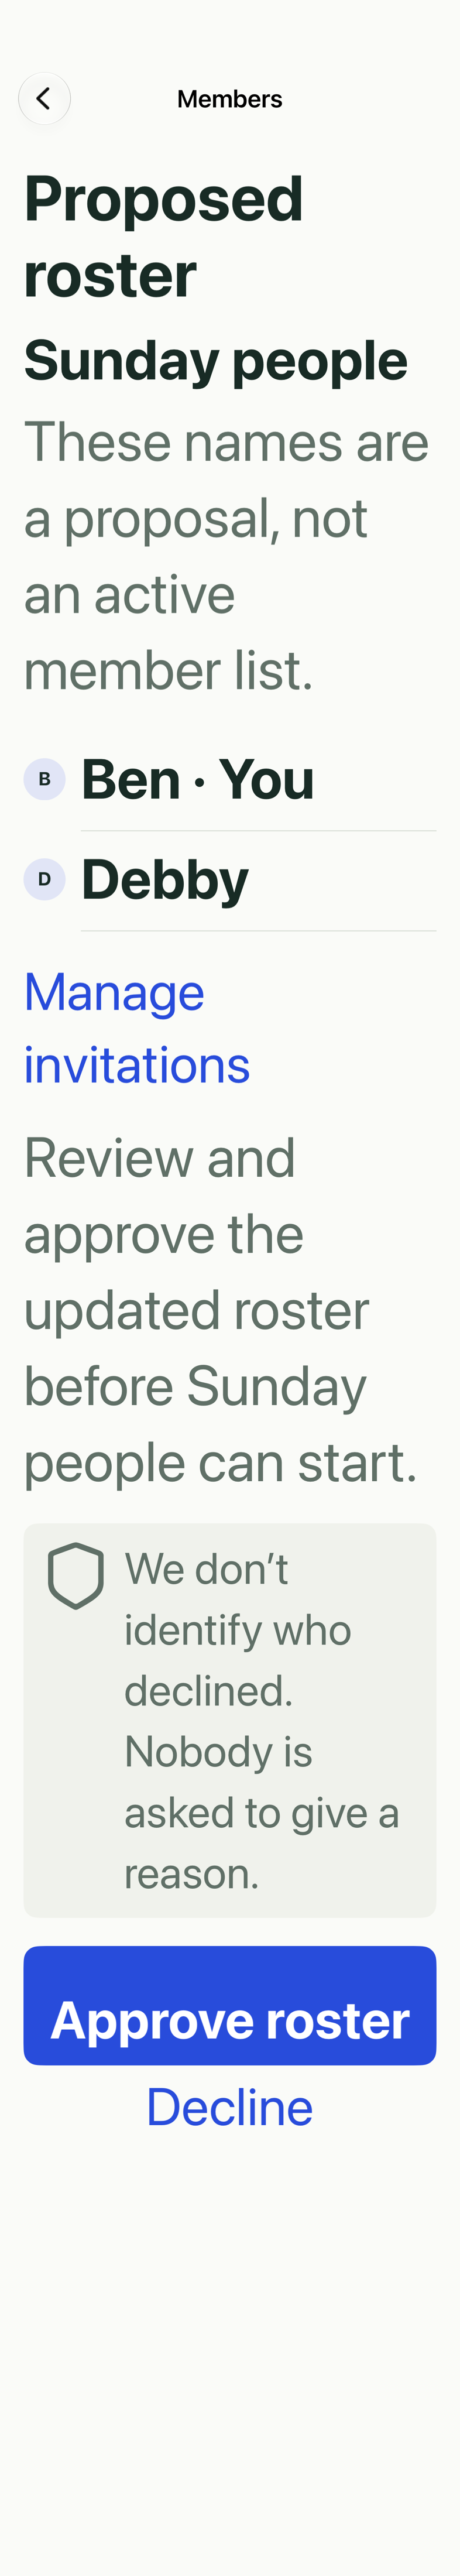 Members
Proposed
roster
Sunday people
These names are
a proposal, not
an active
member list.
B
Ben · You
D
Debby
Manage
invitations
Review and
approve the
updated roster
before Sunday
people can start.
We don’t
identify who
declined.
Nobody is
asked to give a
reason.
Approve roster
Decline